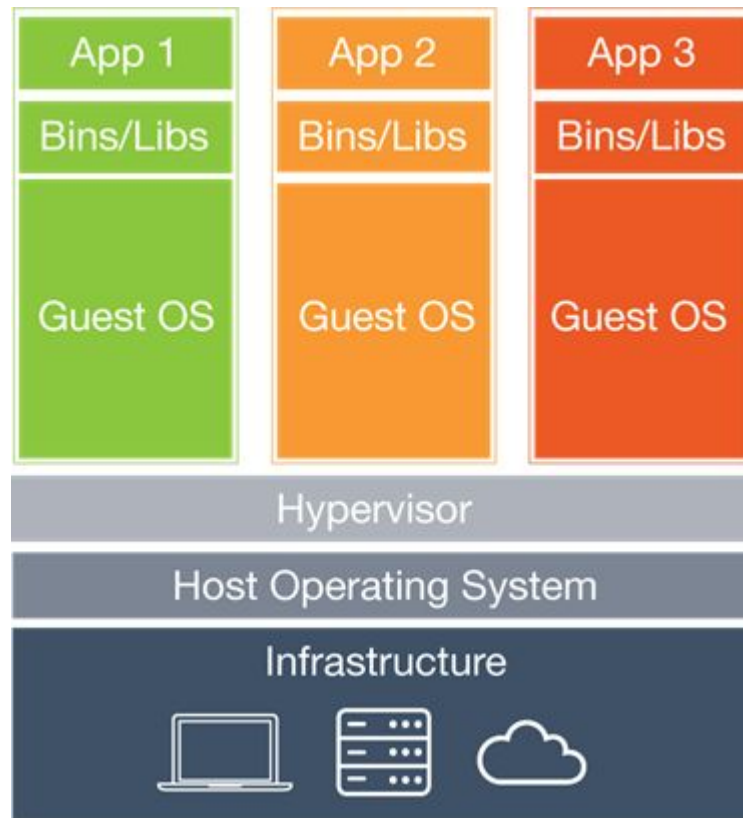 App 1
App 2
App 3
Bins/Libs
Bins/Libs
Bins/Libs
Guest OS
Guest OS
Guest OS
Hypervisor
Host Operating System
Infrastructure